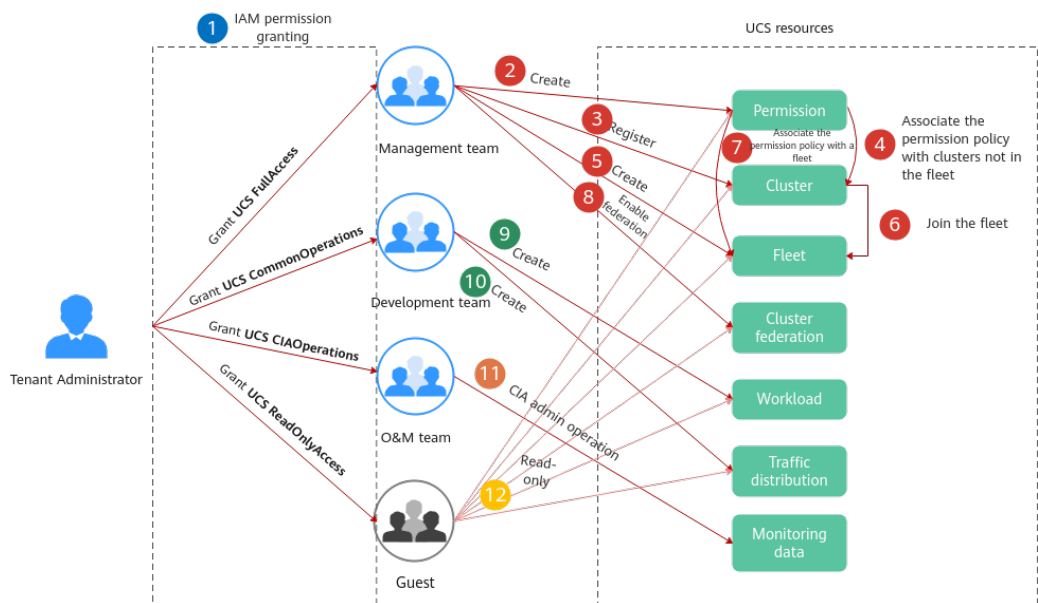 1
IAM permission
granting
UCS resources
2
Create
Permission
3
Register
7
Associate the
permission policy with a
fleet
4
Associate the
permission policy
with clusters not in
the fleet
Management team
5
Create
Cluster
8
Enable
federation
6
Join the fleet
Grant UCS FullAccess
9
Create
Fleet
Grant UCS CommonOperations
10
Create
Development team
Cluster
federation
Grant UCS CIAOperations
Tenant Administrator
11
CIA admin operation
Workload
Grant UCS ReadOnlyAccess
O&M team
Read-
only
12
Traffic
distribution
Monitoring
data
Guest